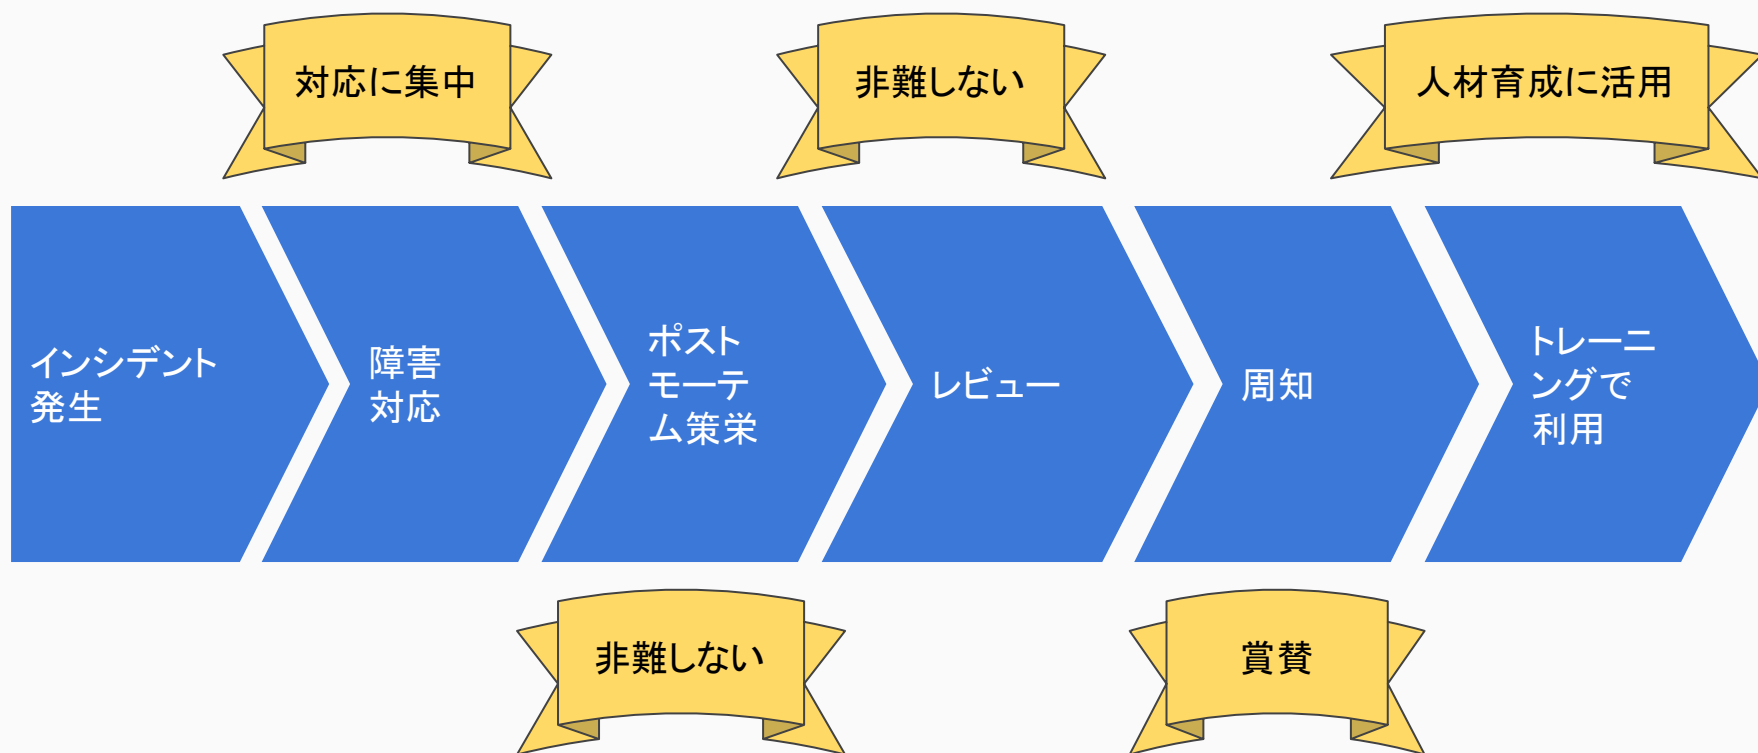 対応に集中
非難しない
人材育成に活用
インシデント
発生
障害
対応
ポスト
モーテ
ム策栄
レビュー
周知
トレーニ
ングで
利用
非難しない
賞賛